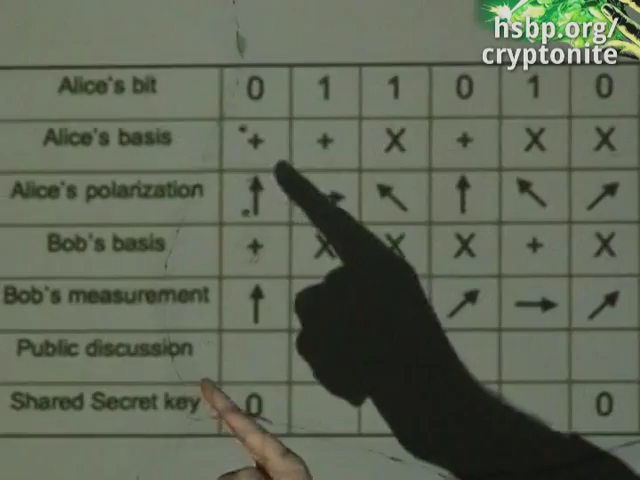 hsbp.org/
cryptonite
Alice's bit 0 1 1 0 1 0
Alice's basis + + X + X X
Alice's polarization ↑ ↖ ↑ ↖ ↗
Bob's basis + X X X + X
Bob's measurement ↑ ↗ → ↗
Public discussion
Shared Secret key 0 0